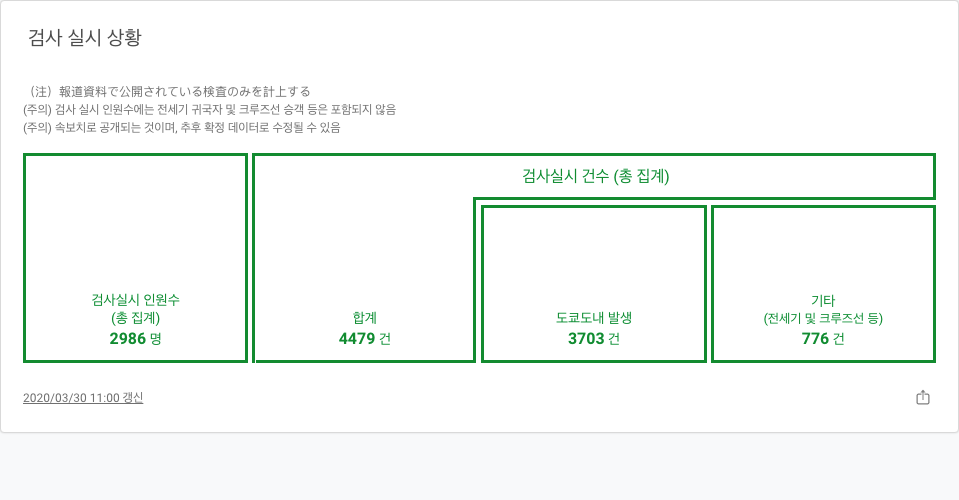 검사 실시 상황
（注）報道資料で公開されている検査のみを計上する
(주의) 검사 실시 인원수에는 전세기 귀국자 및 크루즈선 승객 등은 포함되지 않음
(주의) 속보치로 공개되는 것이며, 추후 확정 데이터로 수정될 수 있음
검사실시 건수 (총 집계)
검사실시 인원수
(총 집계)
2986 명
합계
4479 건
도쿄도내 발생
3703 건
기타
(전세기 및 크루즈선 등)
776 건
2020/03/30 11:00 갱신